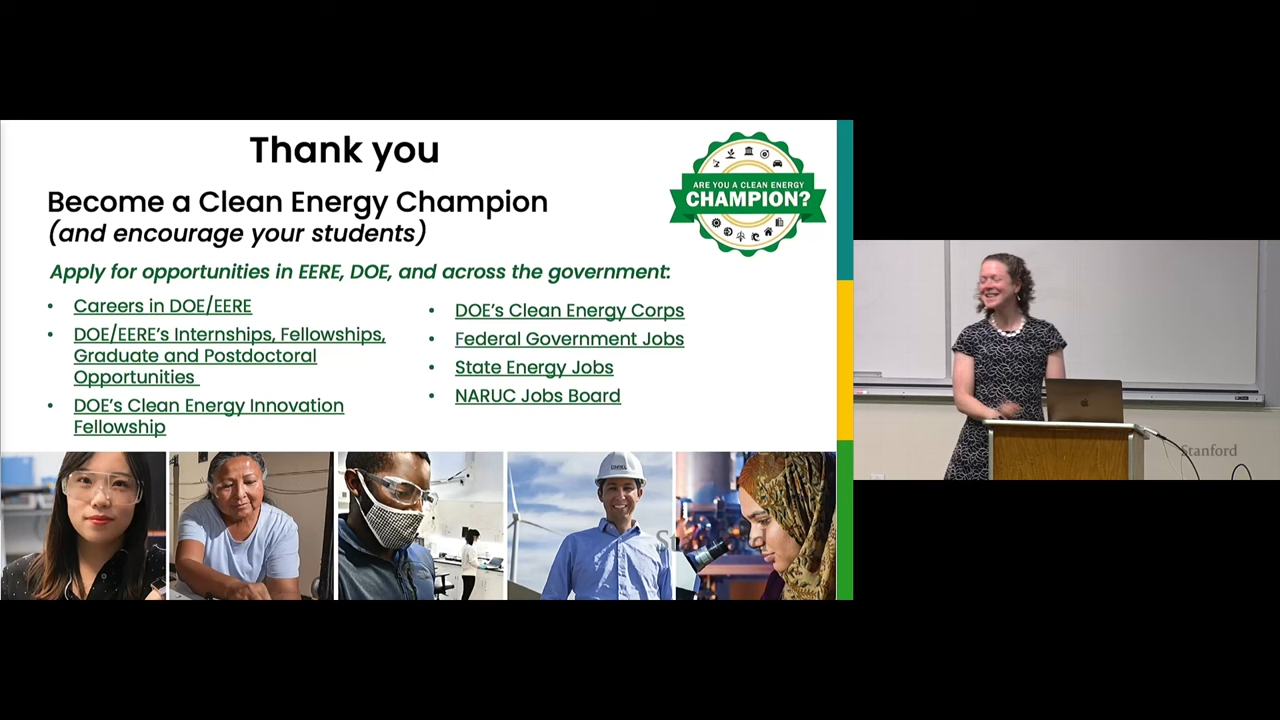 Thank you
ARE YOU A CLEAN ENERGY
CHAMPION?
Become a Clean Energy Champion
(and encourage your students)
Apply for opportunities in EERE, DOE, and across the government:
• Careers in DOE/EERE
• DOE/EERE's Internships, Fellowships,
Graduate and Postdoctoral
Opportunities
• DOE's Clean Energy Innovation
Fellowship
• DOE's Clean Energy Corps
• Federal Government Jobs
• State Energy Jobs
• NARUC Jobs Board
Stanford